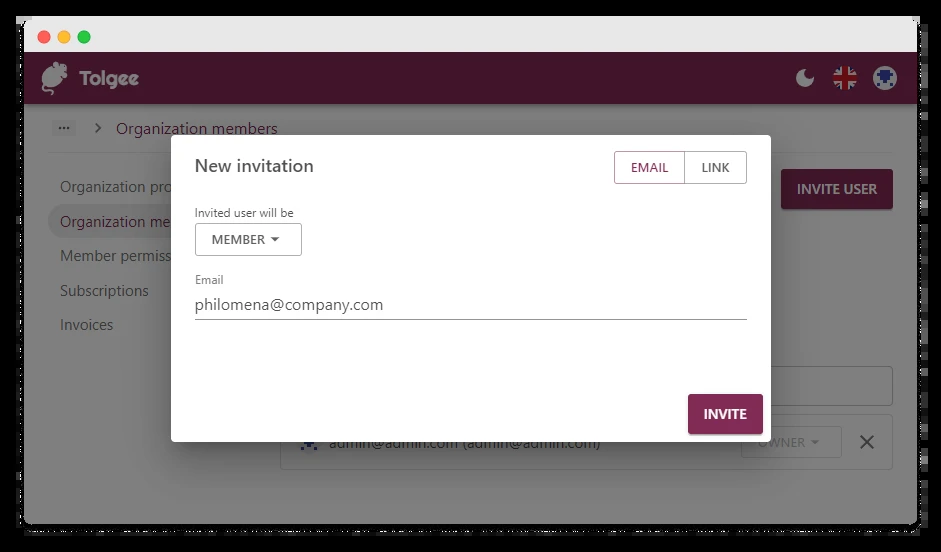 Tolgee
... > Organization members
New invitation
EMAIL
LINK
Organization pro
INVITE USER
Organization me
Invited user will be
MEMBER
Member permiss
Email
Subscriptions
philomena@company.com
Invoices
INVITE
admin@admin.com (admin@admin.com)
OWNER